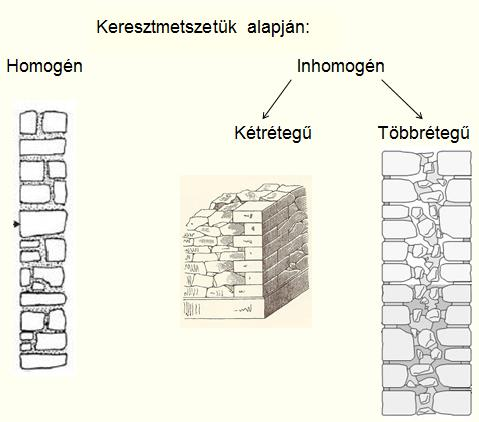 Keresztmetszetük alapján:
Homogén
Inhomogén
Kétrétegű
Többrétegű